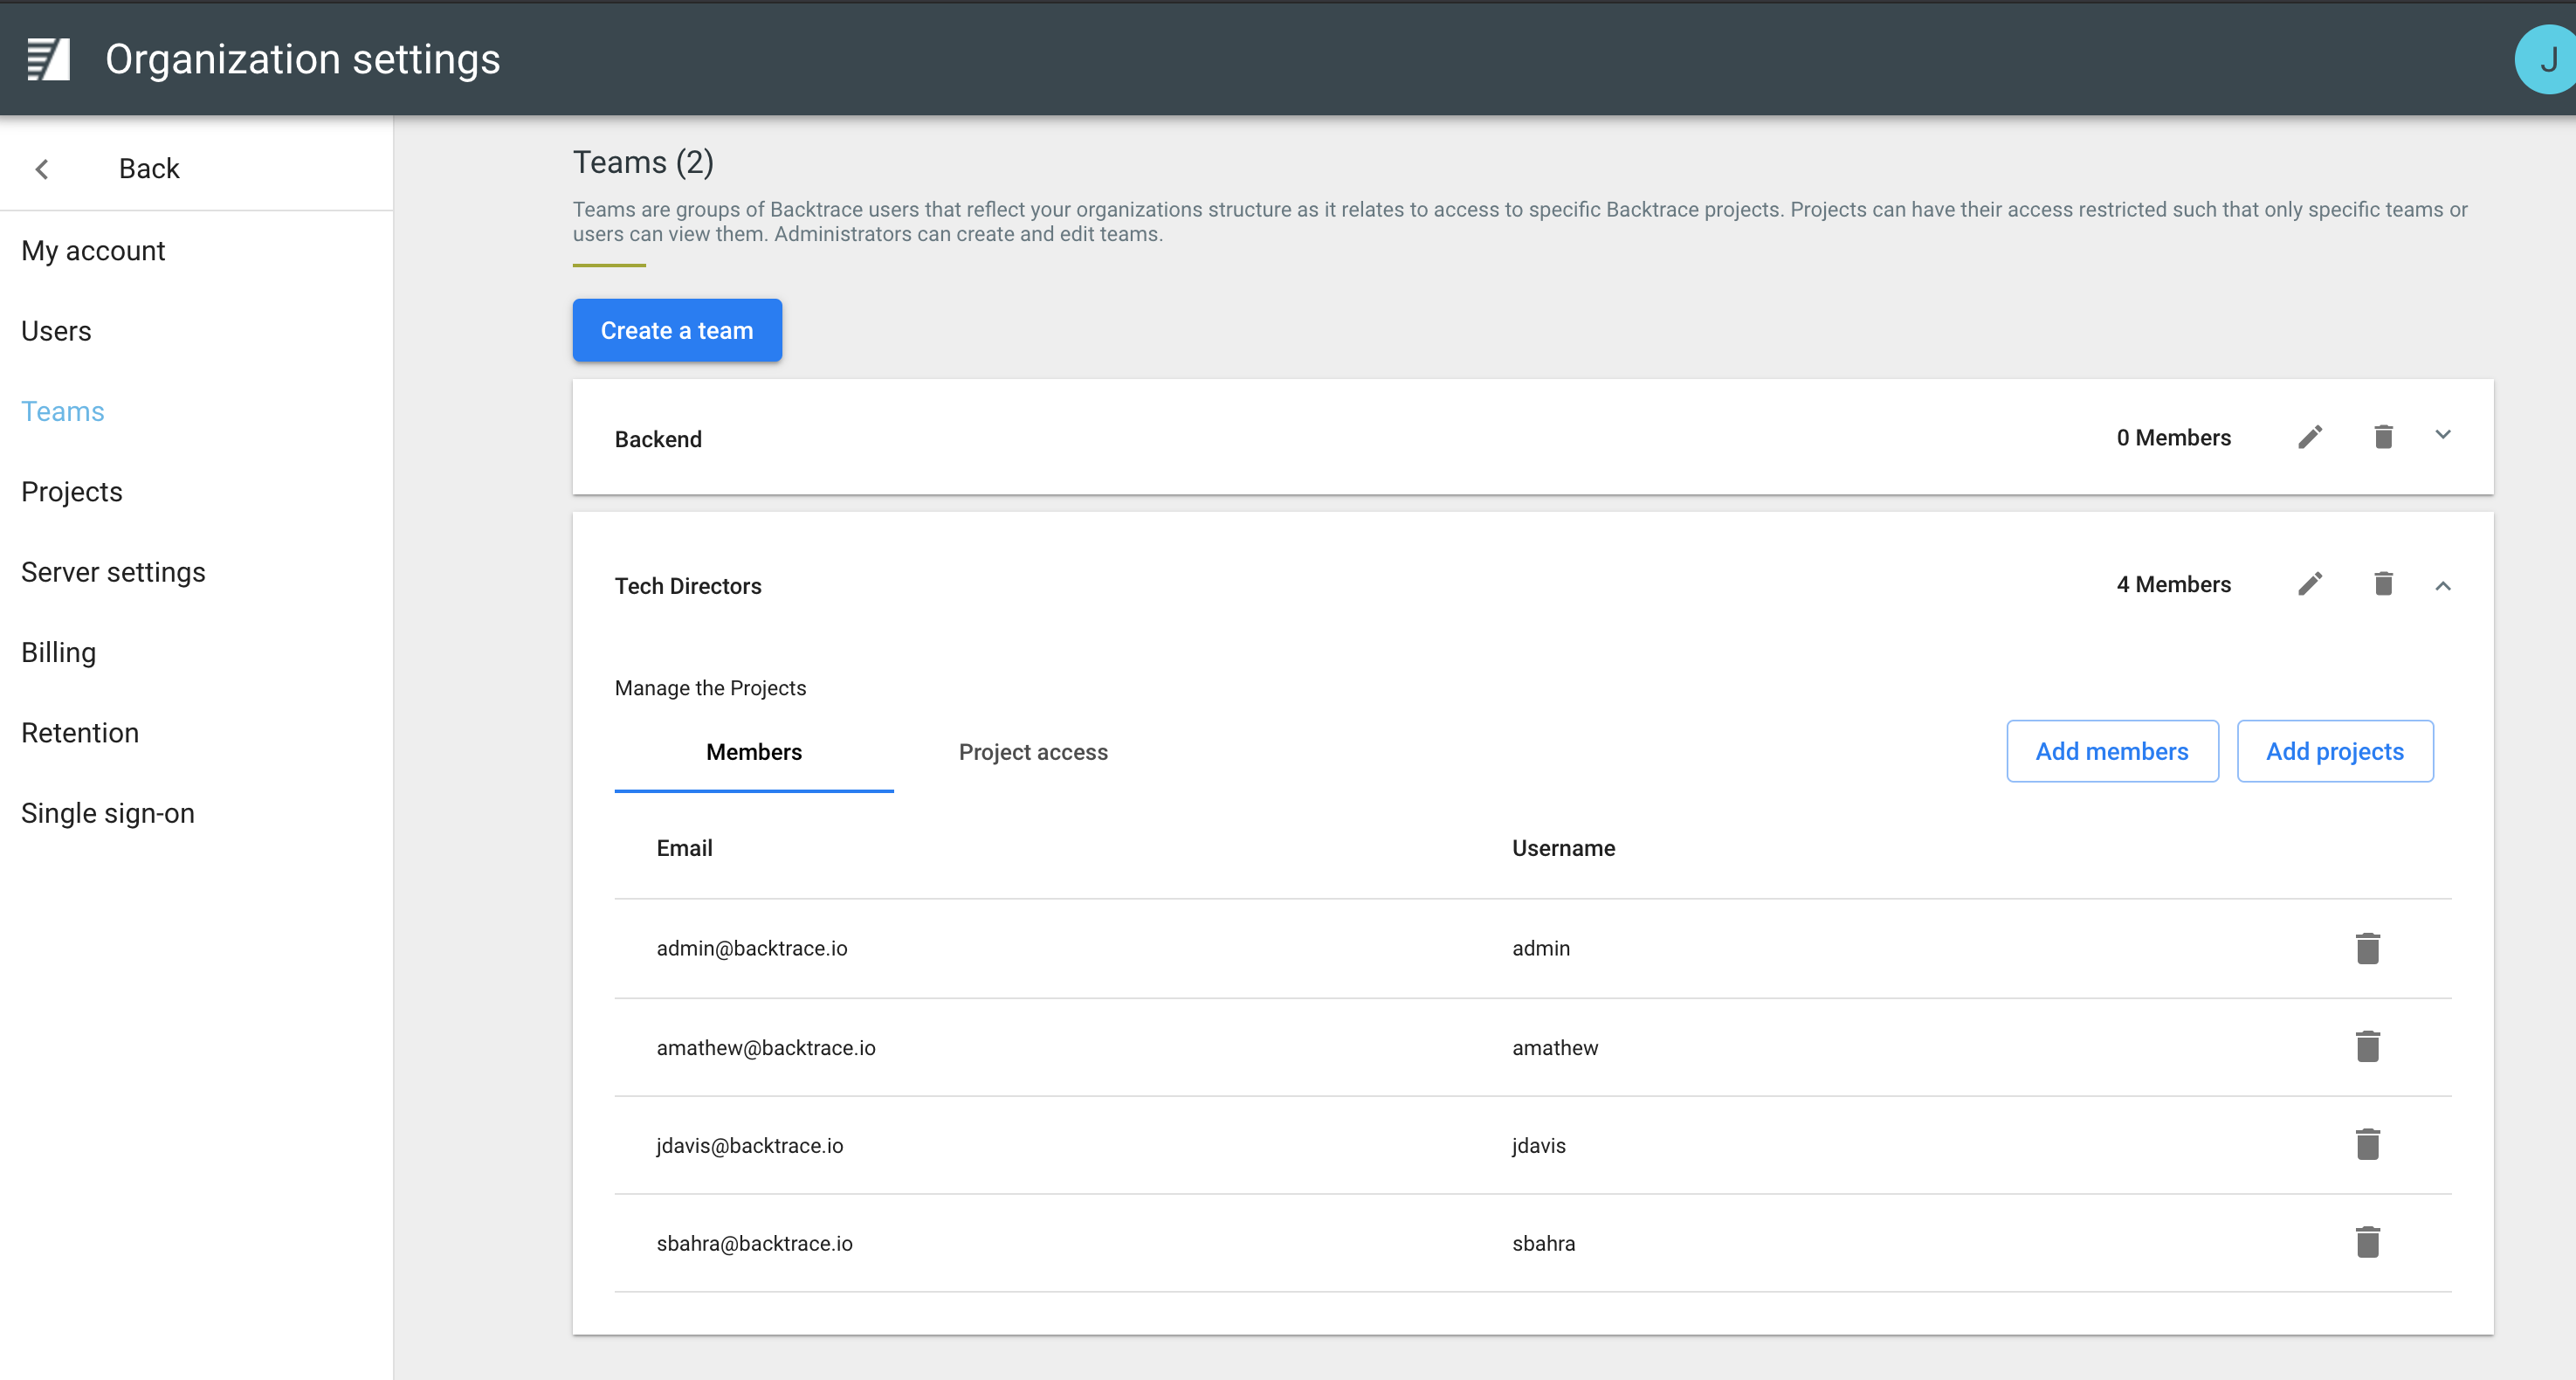 Organization settings
J
Back
My account
Users
Teams
Projects
Server settings
Billing
Retention
Single sign-on
Teams (2)
Teams are groups of Backtrace users that reflect your organizations structure as it relates to access to specific Backtrace projects. Projects can have their access restricted such that only specific teams or
users can view them. Administrators can create and edit teams.
Create a team
Backend 0 Members
Tech Directors 4 Members
Manage the Projects
Members Project access Add members Add projects
Email Username
admin@backtrace.io admin
amathew@backtrace.io amathew
jdavis@backtrace.io jdavis
sbahra@backtrace.io sbahra